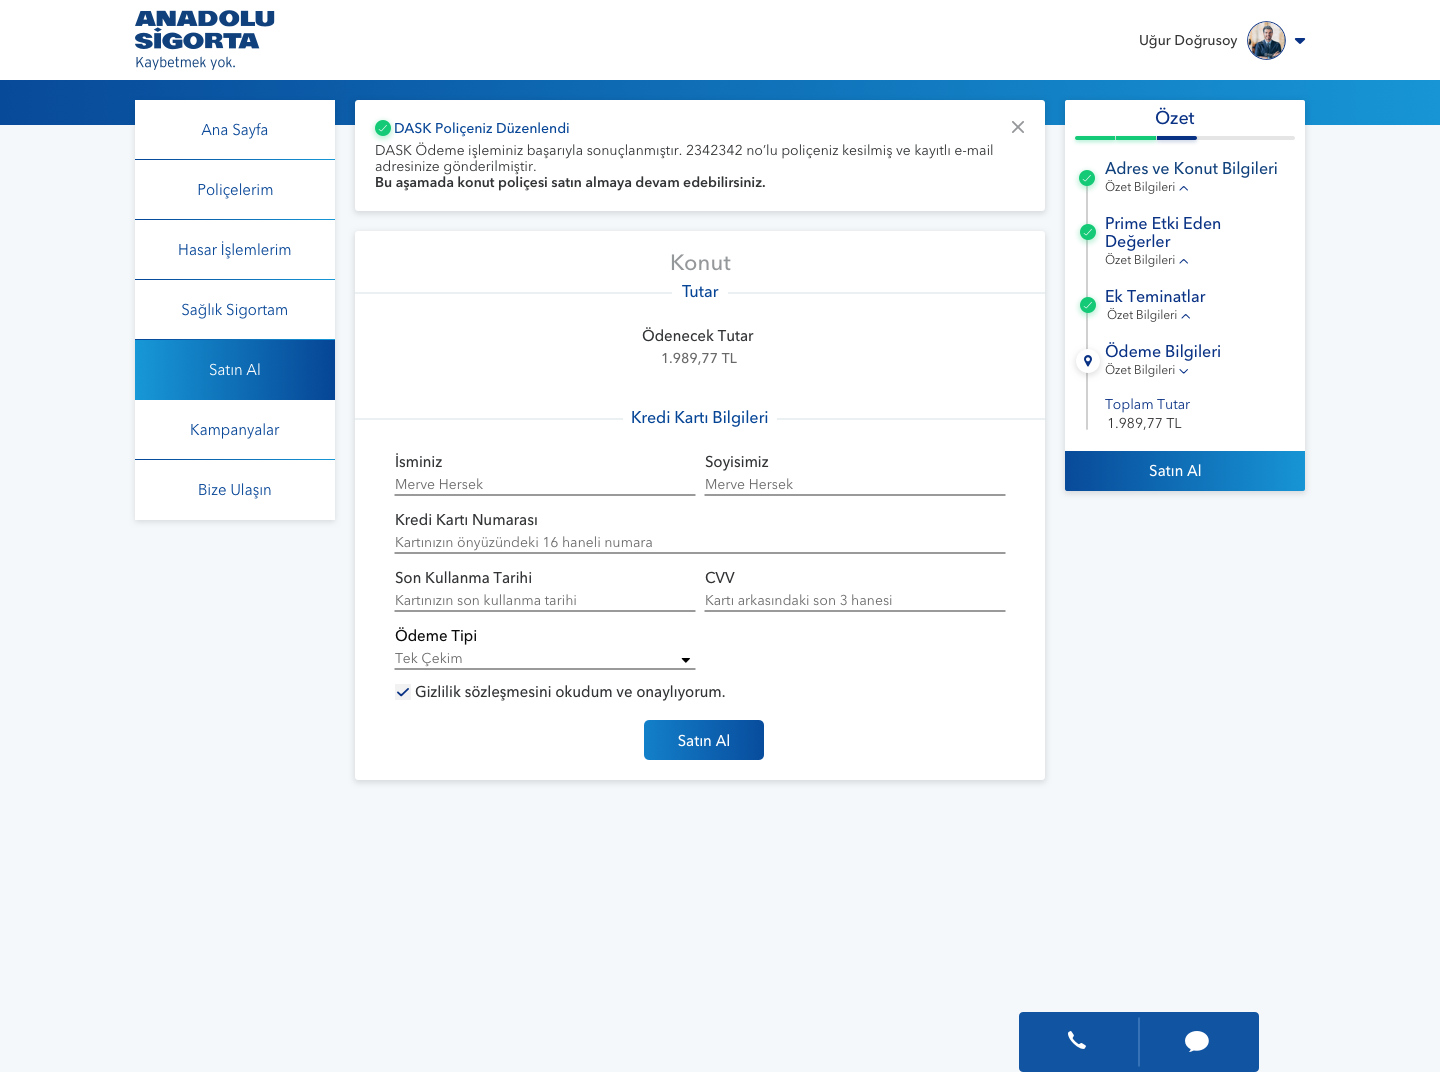 ANADOLU
SİGORTA
Kaybetmek yok.
Uğur Doğrusoy
Ana Sayfa
Poliçelerim
Hasar İşlemlerim
Sağlık Sigortam
Satın Al
Kampanyalar
Bize Ulaşın
DASK Poliçeniz Düzenlendi
DASK Ödeme işleminiz başarıyla sonuçlanmıştır. 2342342 no’lu poliçeniz kesilmiş ve kayıtlı e-mail
adresinize gönderilmiştir.
Bu aşamada konut poliçesi satın almaya devam edebilirsiniz.
Konut
Tutar
Ödenecek Tutar
1.989,77 TL
Kredi Kartı Bilgileri
İsminiz
Merve Hersek
Soyisimiz
Merve Hersek
Kredi Kartı Numarası
Kartınızın önyüzündeki 16 haneli numara
Son Kullanma Tarihi
Kartınızın son kullanma tarihi
CVV
Kartı arkasındaki son 3 hanesi
Ödeme Tipi
Tek Çekim
Gizlilik sözleşmesini okudum ve onaylıyorum.
Satın Al
Özet
Adres ve Konut Bilgileri
Özet Bilgileri
Prime Etki Eden
Değerler
Özet Bilgileri
Ek Teminatlar
Özet Bilgileri
Ödeme Bilgileri
Özet Bilgileri
Toplam Tutar
1.989,77 TL
Satın Al